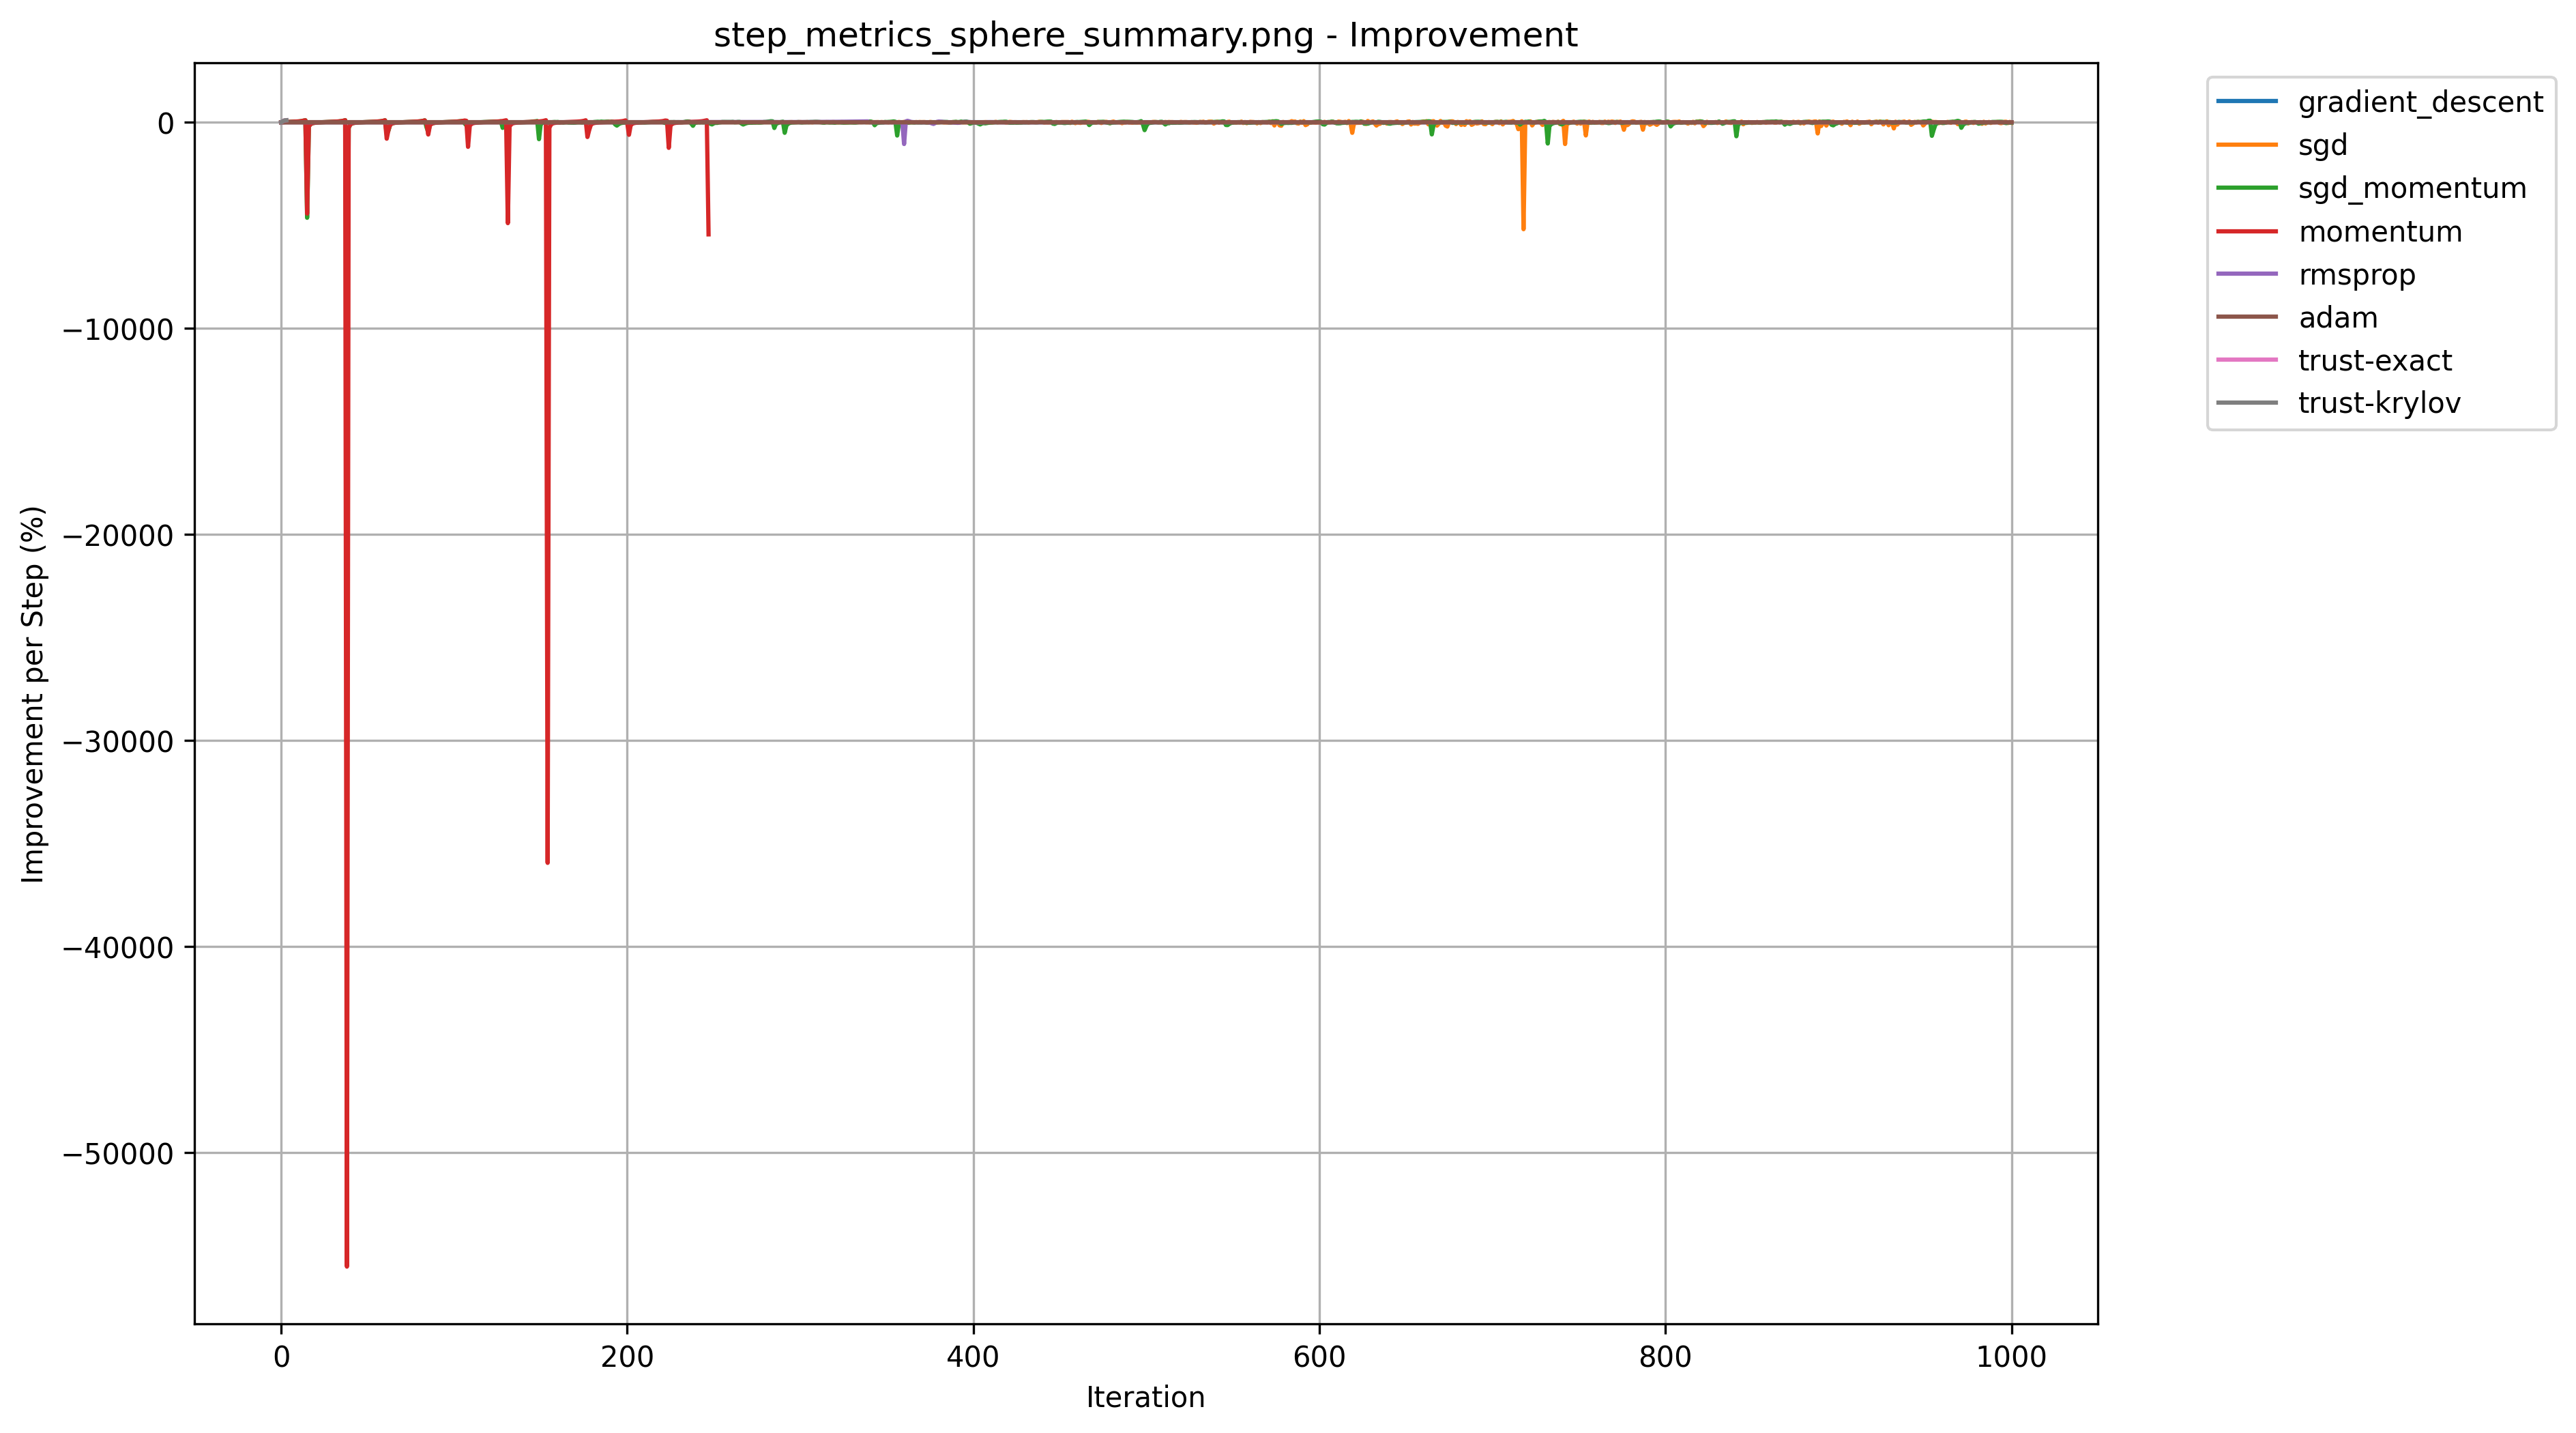 step_metrics_sphere_summary.png - Improvement
gradient_descent
sgd
sgd_momentum
momentum
rmsprop
adam
trust-exact
trust-krylov
Improvement per Step (%)
0
−10000
−20000
−30000
−40000
−50000
0 200 400 600 800 1000
Iteration